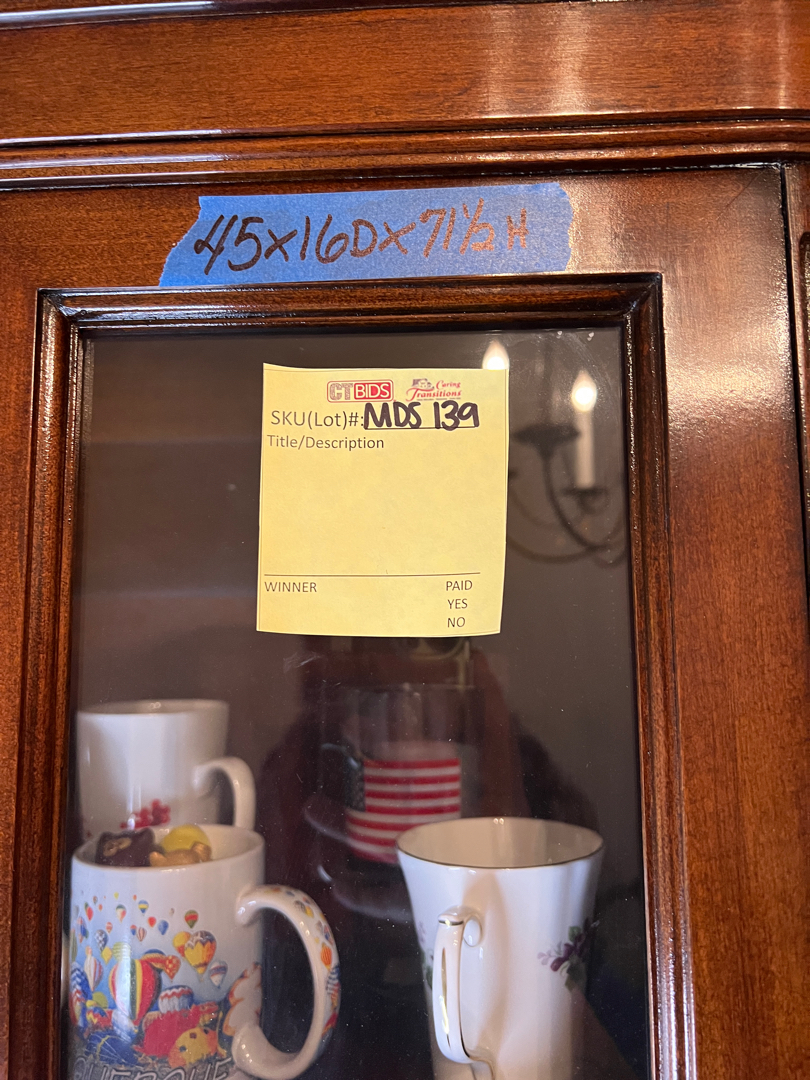 45x16Dx71½H
CTBIDS Caring Transitions
SKU(Lot)#: MDS 139
Title/Description
WINNER PAID
YES
NO